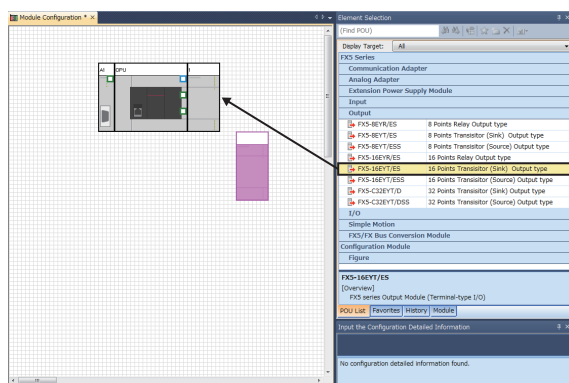 Module Configuration *
Element Selection
(Find POU)
Display Target: All
FX5 Series
Communication Adapter
Analog Adapter
Extension Power Supply Module
Input
Output
FX5-8EYR/ES 8 Points Relay Output type
FX5-8EYT/ES 8 Points Transistor (Sink) Output type
FX5-8EYT/ESS 8 Points Transistor (Source) Output type
FX5-16EYR/ES 16 Points Relay Output type
FX5-16EYT/ES 16 Points Transistor (Sink) Output type
FX5-16EYT/ESS 16 Points Transisitor (Source) Output type
FX5-C32EYT/D 32 Points Transistor (Sink) Output type
FX5-C32EYT/DSS 32 Points Transistor (Source) Output type
I/O
Simple Motion
FX5/FX Bus Conversion Module
Configuration Module
Figure
FX5-16EYT/ES
[Overview]
FX5 series Output Module (Terminal-type I/O)
POU List Favorites History Module
Input the Configuration Detailed Information
No configuration detailed information found.